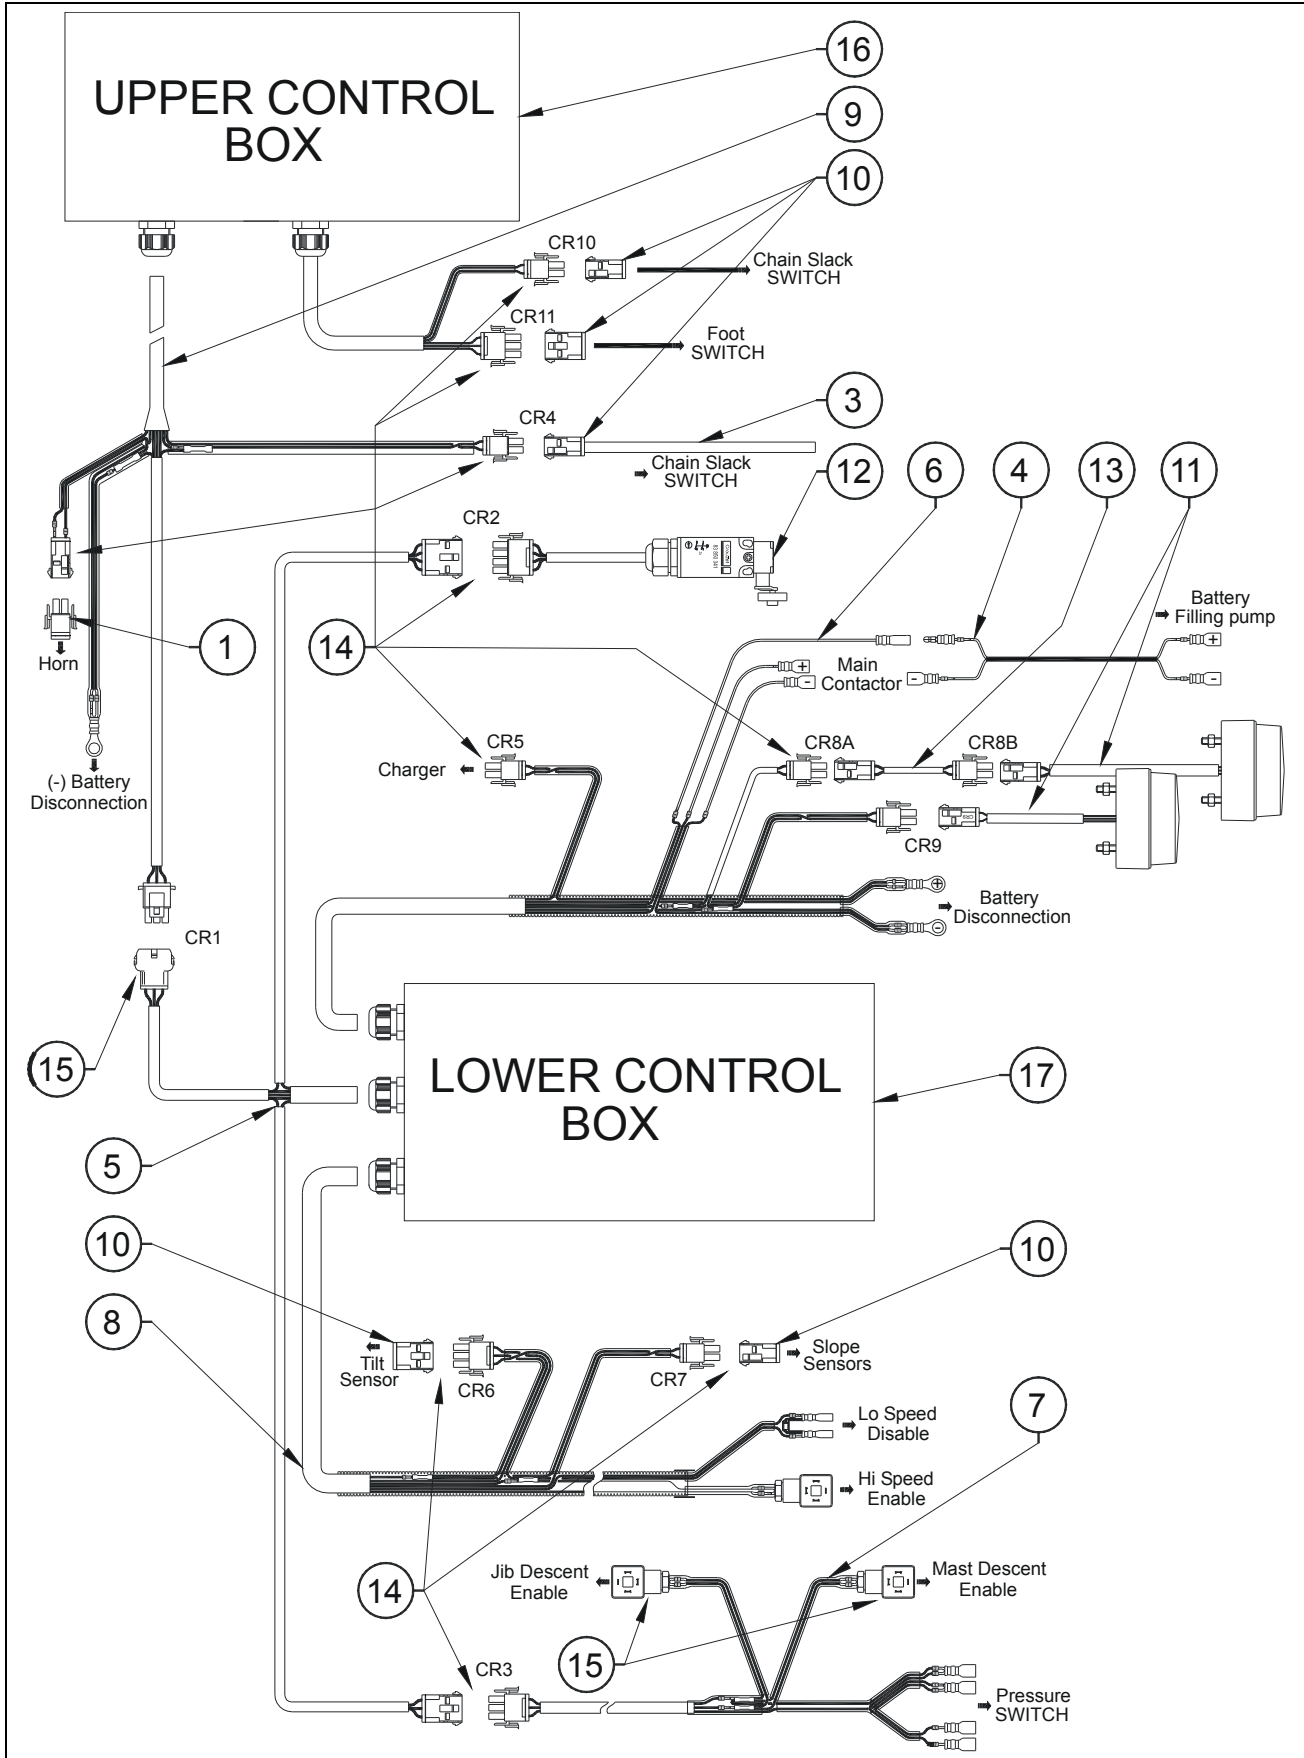 UPPER CONTROL
BOX
16
9
10
CR10
Chain Slack
SWITCH
CR11
Foot
SWITCH
3
CR4
Chain Slack
SWITCH
12
6
4
13
11
CR2
Battery
Filling pump
+
-
1
Horn
14
+
-
Main
Contactor
-
CR5
Charger
CR8A
CR8B
(-) Battery
Disconnection
CR9
CR9
+
-
Battery
Disconnection
CR1
15
LOWER CONTROL
BOX
17
5
10
10
8
Tilt
Sensor
CR6
CR7
Slope
Sensors
7
Lo Speed
Disable
Hi Speed
Enable
14
Jib Descent
Enable
Mast Descent
Enable
15
CR3
Pressure
SWITCH